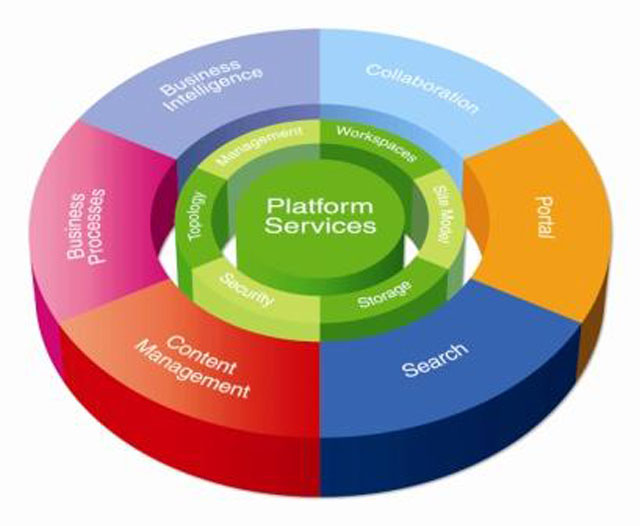 Business
Intelligence
Collaboration
Management
Workspaces
Business
Processes
Topology
Platform
Services
Site Model
Portal
Security
Storage
Content
Management
Search